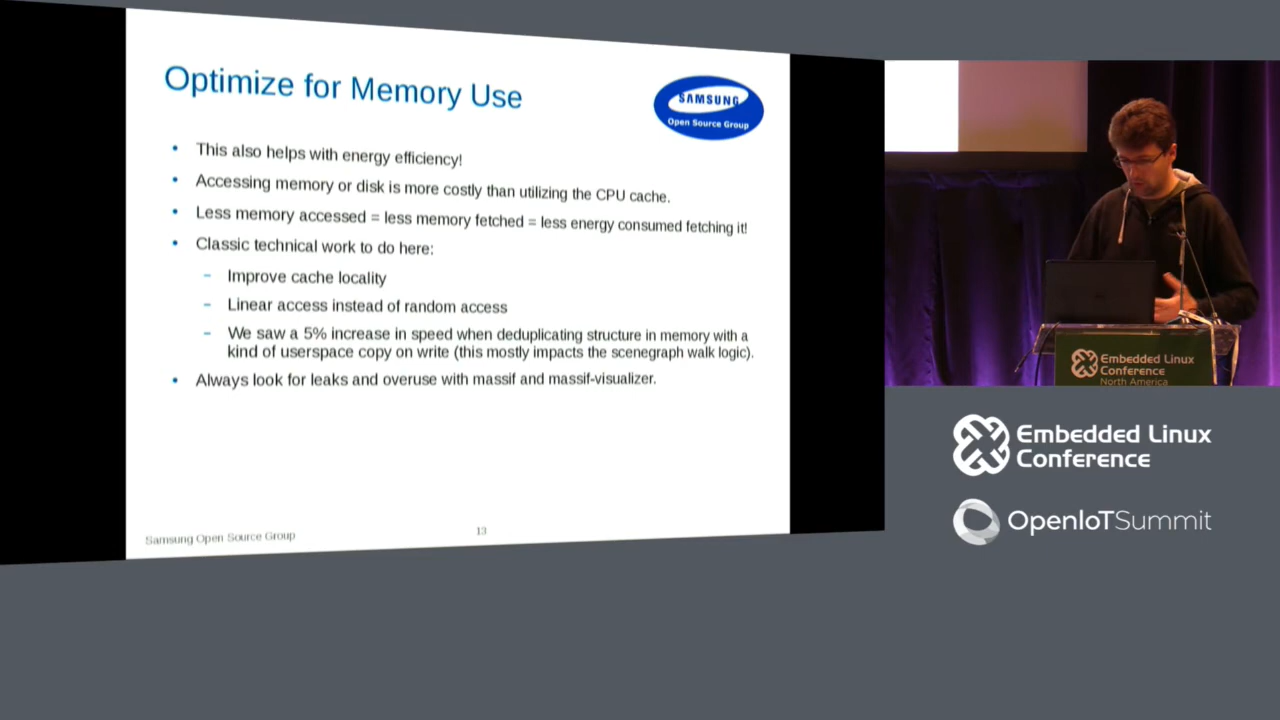 Optimize for Memory Use
SAMSUNG
Open Source Group
• This also helps with energy efficiency!
• Accessing memory or disk is more costly than utilizing the CPU cache.
• Less memory accessed = less memory fetched = less energy consumed fetching it!
• Classic technical work to do here:
– Improve cache locality
– Linear access instead of random access
– We saw a 5% increase in speed when deduplicating structure in memory with a
kind of userspace copy on write (this mostly impacts the scenegraph walk logic).
• Always look for leaks and overuse with massif and massif-visualizer.
Samsung Open Source Group
13
Embedded Linux
Conference
North America
Embedded Linux
Conference
OpenIoTSummit